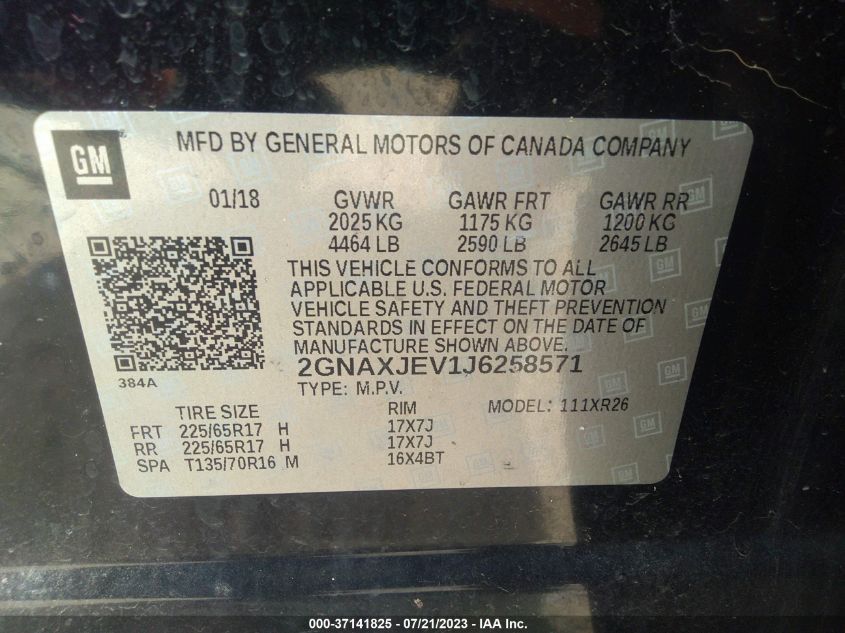 GM
MFD BY GENERAL MOTORS OF CANADA COMPANY
01/18 GVWR GAWR FRT GAWR RR
2025 KG 1175 KG 1200 KG
4464 LB 2590 LB 2645 LB
THIS VEHICLE CONFORMS TO ALL
APPLICABLE U.S. FEDERAL MOTOR
VEHICLE SAFETY AND THEFT PREVENTION
STANDARDS IN EFFECT ON THE DATE OF
MANUFACTURE SHOWN ABOVE.
2GNAXJEV1J6258571
384A
TYPE: M.P.V.
TIRE SIZE RIM MODEL: 111XR26
FRT 225/65R17 H 17X7J
RR 225/65R17 H 17X7J
SPA T135/70R16 M 16X4BT
000-37141825 / 07/21/2023 / IAA Inc.